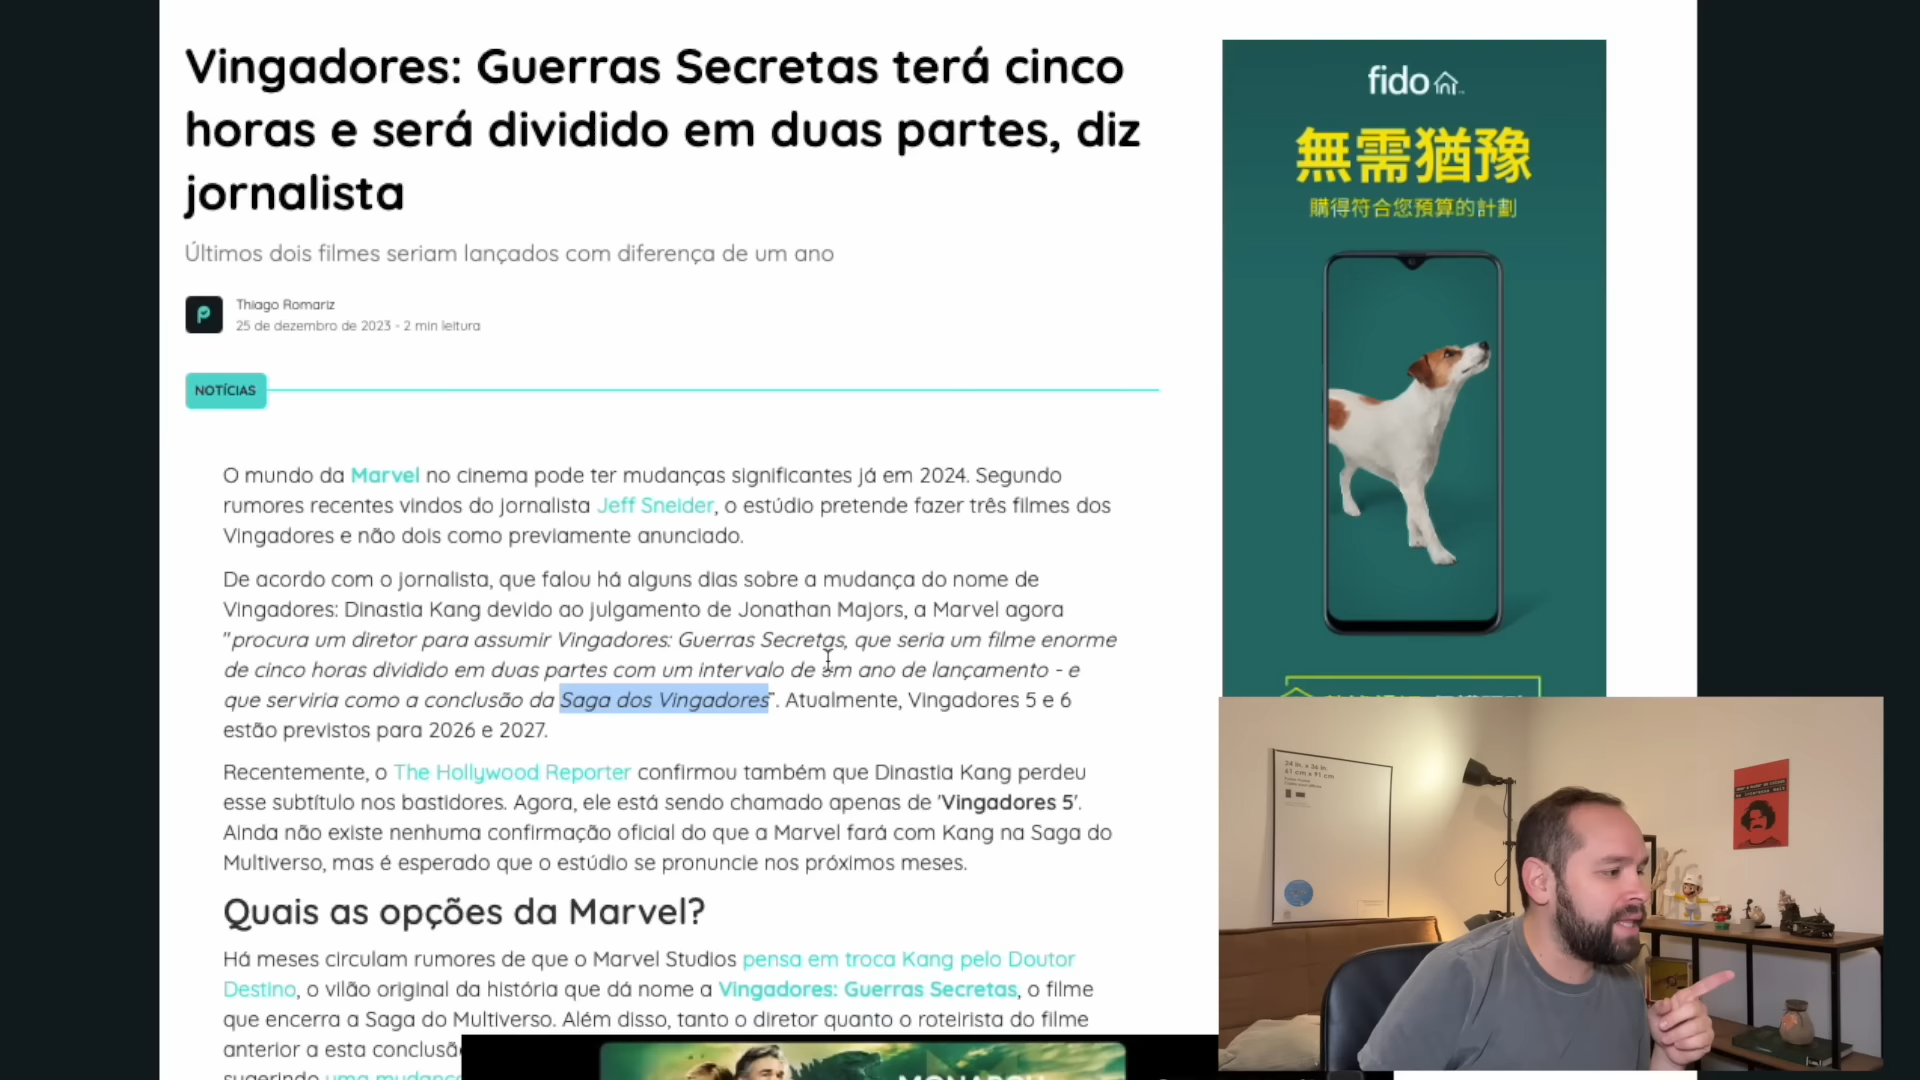 Vingadores: Guerras Secretas terá cinco
horas e será dividido em duas partes, diz
jornalista
Últimos dois filmes seriam lançados com diferença de um ano
Thiago Romariz
25 de dezembro de 2023 - 2 min leitura
NOTÍCIAS
O mundo da Marvel no cinema pode ter mudanças significantes já em 2024. Segundo
rumores recentes vindos do jornalista Jeff Sneider, o estúdio pretende fazer três filmes dos
Vingadores e não dois como previamente anunciado.
De acordo com o jornalista, que falou há alguns dias sobre a mudança do nome de
Vingadores: Dinastia Kang devido ao julgamento de Jonathan Majors, a Marvel agora
"procura um diretor para assumir Vingadores: Guerras Secretas, que seria um filme enorme
de cinco horas dividido em duas partes com um intervalo de um ano de lançamento - e
que serviria como a conclusão da Saga dos Vingadores". Atualmente, Vingadores 5 e 6
estão previstos para 2026 e 2027.
Recentemente, o The Hollywood Reporter confirmou também que Dinastia Kang perdeu
esse subtítulo nos bastidores. Agora, ele está sendo chamado apenas de 'Vingadores 5'.
Ainda não existe nenhuma confirmação oficial do que a Marvel fará com Kang na Saga do
Multiverso, mas é esperado que o estúdio se pronuncie nos próximos meses.
Quais as opções da Marvel?
Há meses circulam rumores de que o Marvel Studios pensa em troca Kang pelo Doutor
Destino, o vilão original da história que dá nome a Vingadores: Guerras Secretas, o filme
que encerra a Saga do Multiverso. Além disso, tanto o diretor quanto o roteirista do filme
anterior a esta conclusã
sugerindo uma mudança
MONARCH
fido
無需猶豫
購得符合您預算的計劃
24 in. x 36 in.
61 cm x 91 cm